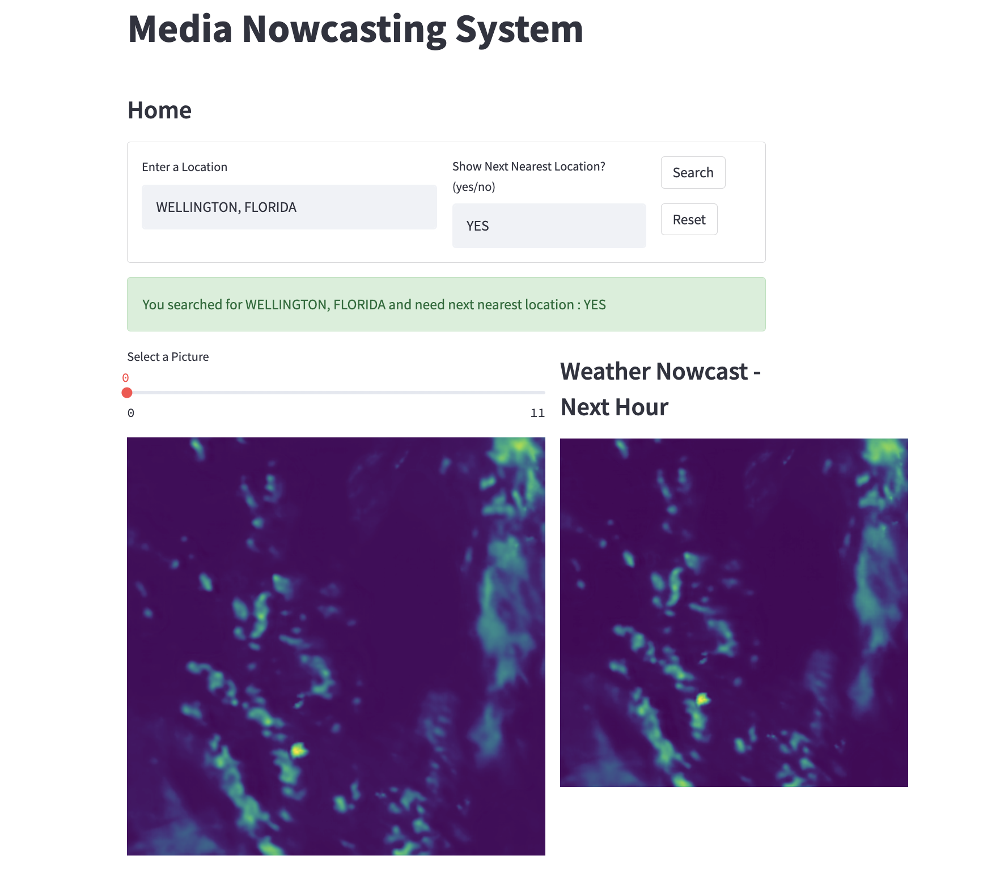 Media Nowcasting System
Home
Enter a Location
WELLINGTON, FLORIDA
Show Next Nearest Location?
(yes/no)
YES
Search
Reset
You searched for WELLINGTON, FLORIDA and need next nearest location : YES
Select a Picture
0
0
11
Weather Nowcast -
Next Hour